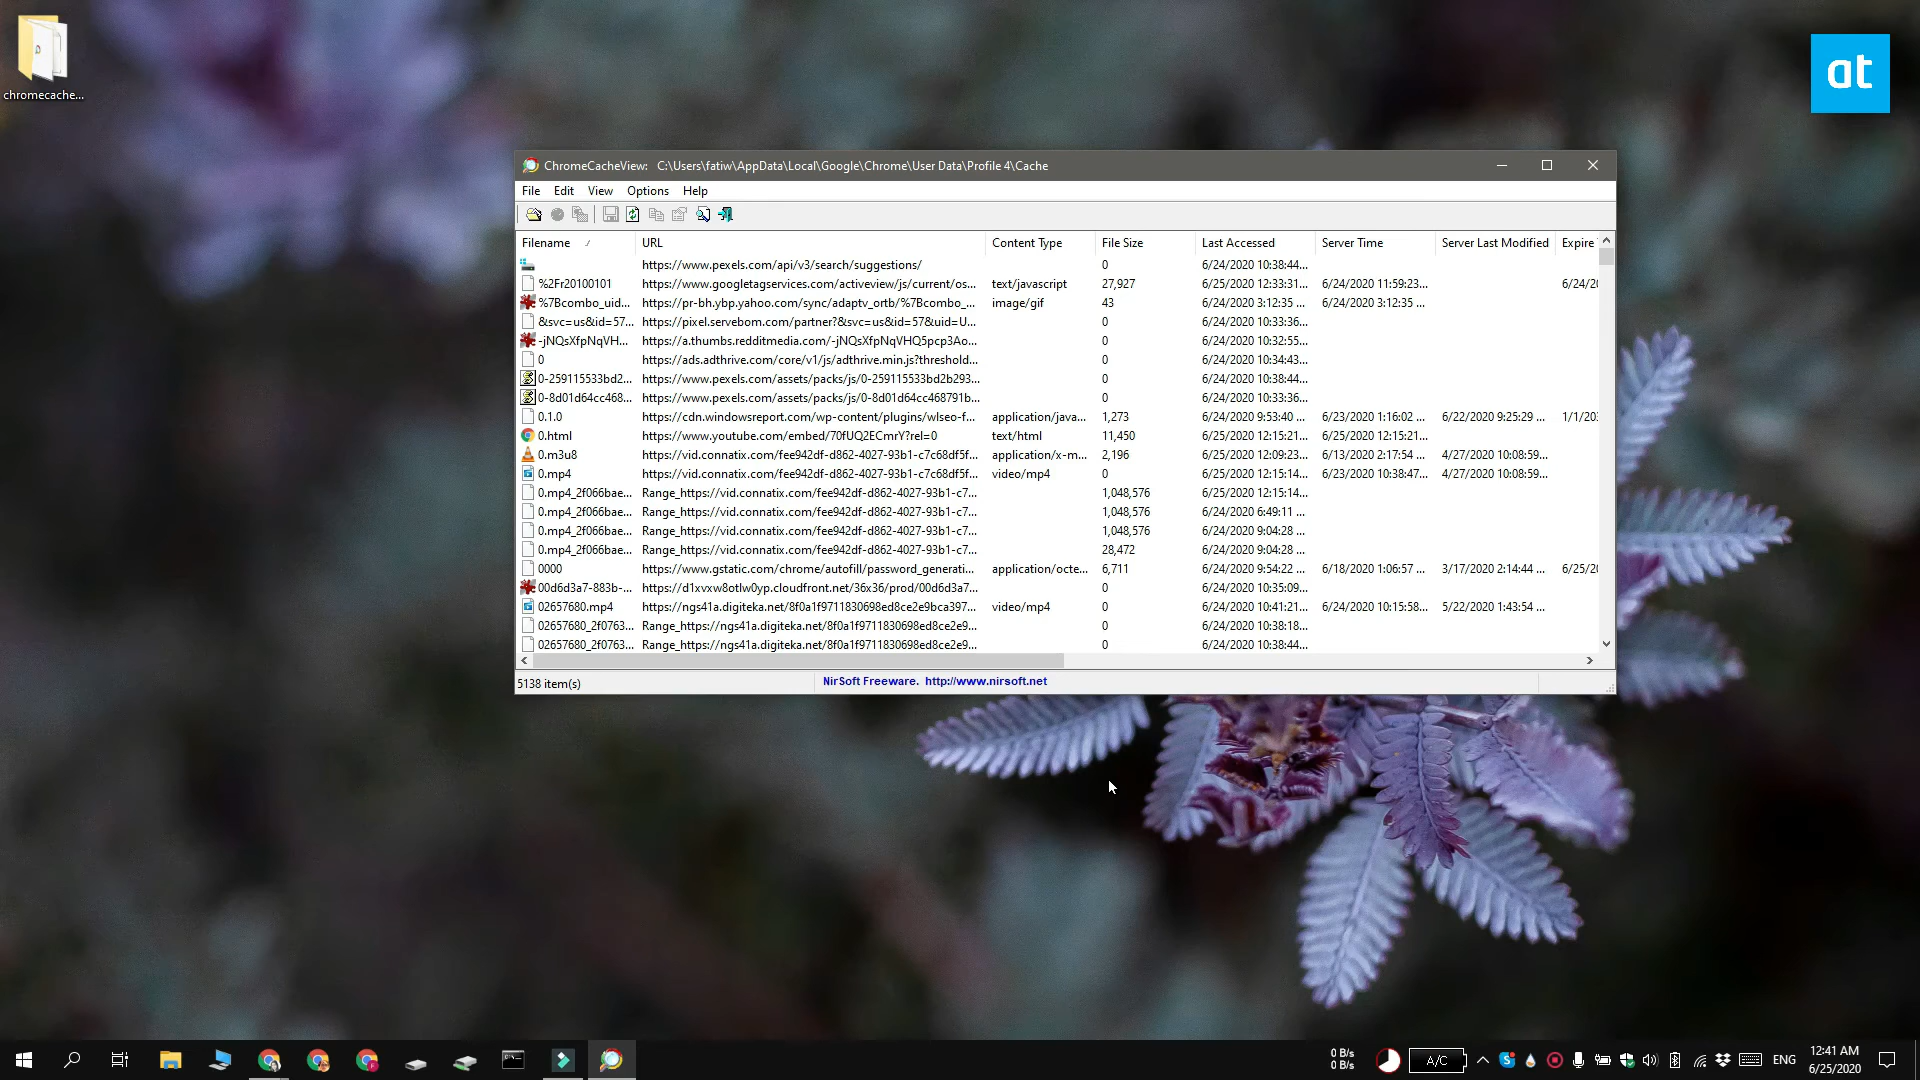 chromecache...
at
ChromeCacheView: C:\Users\fatiw\AppData\Local\Google\Chrome\User Data\Profile 4\Cache
File Edit View Options Help
Filename URL Content Type File Size Last Accessed Server Time Server Last Modified Expire
https://www.pexels.com/api/v3/search/suggestions/ 0 6/24/2020 10:38:44...
%2Fr20100101 https://www.googletagservices.com/activeview/js/current/os... text/javascript 27,927 6/25/2020 12:33:31... 6/24/2020 11:59:23... 6/24/20
%7Bcombo_uid... https://pr-bh.ybp.yahoo.com/sync/adaptv_ortb/%7Bcombo_... image/gif 43 6/24/2020 3:12:35 ... 6/24/2020 3:12:35 ...
&svc=us&id=57... https://pixel.servebom.com/partner?&svc=us&id=57&uid=U... 0 6/24/2020 10:33:36...
-jNQsXfpNqVH... https://a.thumbs.redditmedia.com/-jNQsXfpNqVHQ5pcp3Ao... 0 6/24/2020 10:32:55...
0 https://ads.adthrive.com/core/v1/js/adthrive.min.js?threshold... 0 6/24/2020 10:34:43...
0-259115533bd2... https://www.pexels.com/assets/packs/js/0-259115533bd2b293... 0 6/24/2020 10:38:44...
0-8d01d64cc468... https://www.pexels.com/assets/packs/js/0-8d01d64cc468791b... 0 6/24/2020 10:33:36...
0.1.0 https://cdn.windowsreport.com/wp-content/plugins/wlseo-f... application/java... 1,273 6/24/2020 9:53:40 ... 6/23/2020 1:16:02 ... 6/22/2020 9:25:29 ... 1/1/203
0.html https://www.youtube.com/embed/70fUQ2ECmrY?rel=0 text/html 11,450 6/25/2020 12:15:21... 6/25/2020 12:15:21...
0.m3u8 https://vid.connatix.com/fee942df-d862-4027-93b1-c7c68df5f... application/x-m... 2,196 6/25/2020 12:09:23... 6/13/2020 2:17:54 ... 4/27/2020 10:08:59...
0.mp4 https://vid.connatix.com/fee942df-d862-4027-93b1-c7c68df5f... video/mp4 0 6/25/2020 12:15:14... 6/23/2020 10:38:47... 4/27/2020 10:08:59...
0.mp4_2f066bae... Range_https://vid.connatix.com/fee942df-d862-4027-93b1-c7... 1,048,576 6/25/2020 12:15:14...
0.mp4_2f066bae... Range_https://vid.connatix.com/fee942df-d862-4027-93b1-c7... 1,048,576 6/24/2020 6:49:11 ...
0.mp4_2f066bae... Range_https://vid.connatix.com/fee942df-d862-4027-93b1-c7... 1,048,576 6/24/2020 9:04:28 ...
0.mp4_2f066bae... Range_https://vid.connatix.com/fee942df-d862-4027-93b1-c7... 28,472 6/24/2020 9:04:28 ...
0000 https://www.gstatic.com/chrome/autofill/password_generati... application/octe... 6,711 6/24/2020 9:54:22 ... 6/18/2020 1:06:57 ... 3/17/2020 2:14:44 ... 6/25/20
00d6d3a7-883b-... https://d1xvxw8otlw0yp.cloudfront.net/36x36/prod/00d6d3a7... 0 6/24/2020 10:35:09...
02657680.mp4 https://ngs41a.digiteka.net/8f0a1f9711830698ed8ce2e9bca397... video/mp4 0 6/24/2020 10:41:21... 6/24/2020 10:15:58... 5/22/2020 1:43:54 ...
02657680_2f0763... Range_https://ngs41a.digiteka.net/8f0a1f9711830698ed8ce2e9... 0 6/24/2020 10:38:18...
02657680_2f0763... Range_https://ngs41a.digiteka.net/8f0a1f9711830698ed8ce2e9... 0 6/24/2020 10:38:44...
5138 item(s) NirSoft Freeware. http://www.nirsoft.net
0 B/s
0 B/s
A/C
ENG
12:41 AM
6/25/2020